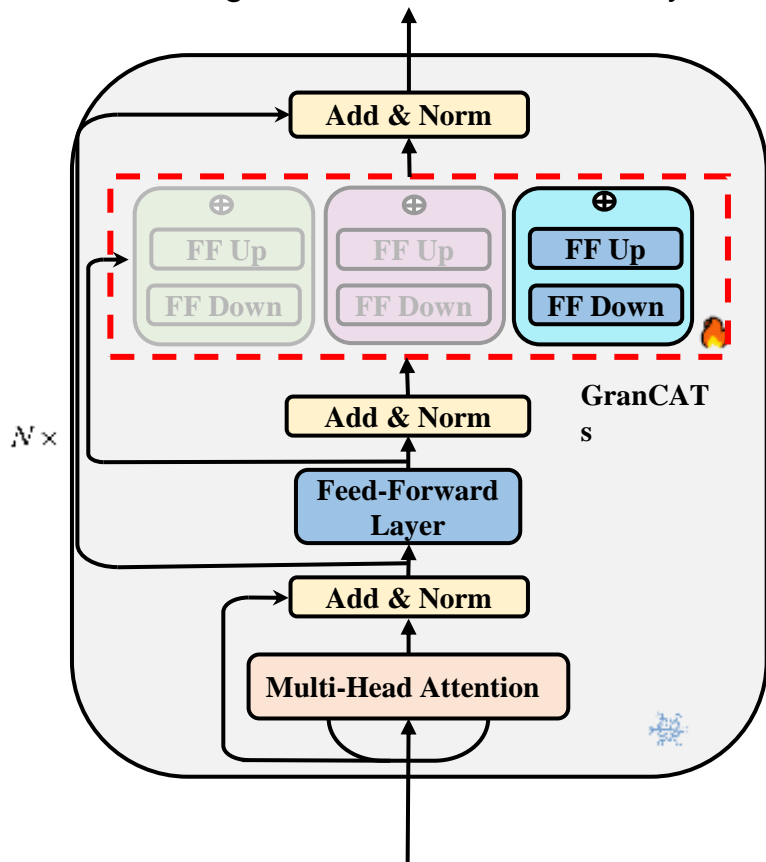 Add & Norm
FF Up
FF Up
FF Up
FF Down
FF Down
FF Down
GranCAT
s
Add & Norm
N ×
Feed-Forward
Layer
Add & Norm
Multi-Head Attention